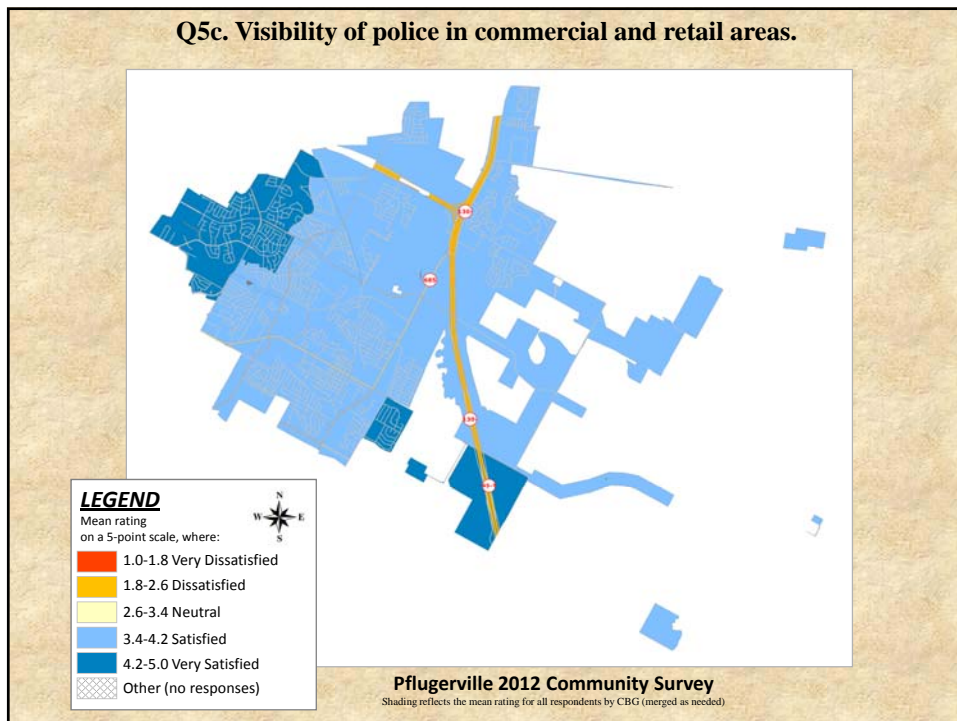 Q5c. Visibility of police in commercial and retail areas.
130
685
130
LEGEND
N
W E
S
Mean rating
on a 5-point scale, where:
1.0-1.8 Very Dissatisfied
1.8-2.6 Dissatisfied
2.6-3.4 Neutral
3.4-4.2 Satisfied
4.2-5.0 Very Satisfied
Other (no responses)
Pflugerville 2012 Community Survey
Shading reflects the mean rating for all respondents by CBG (merged as needed)